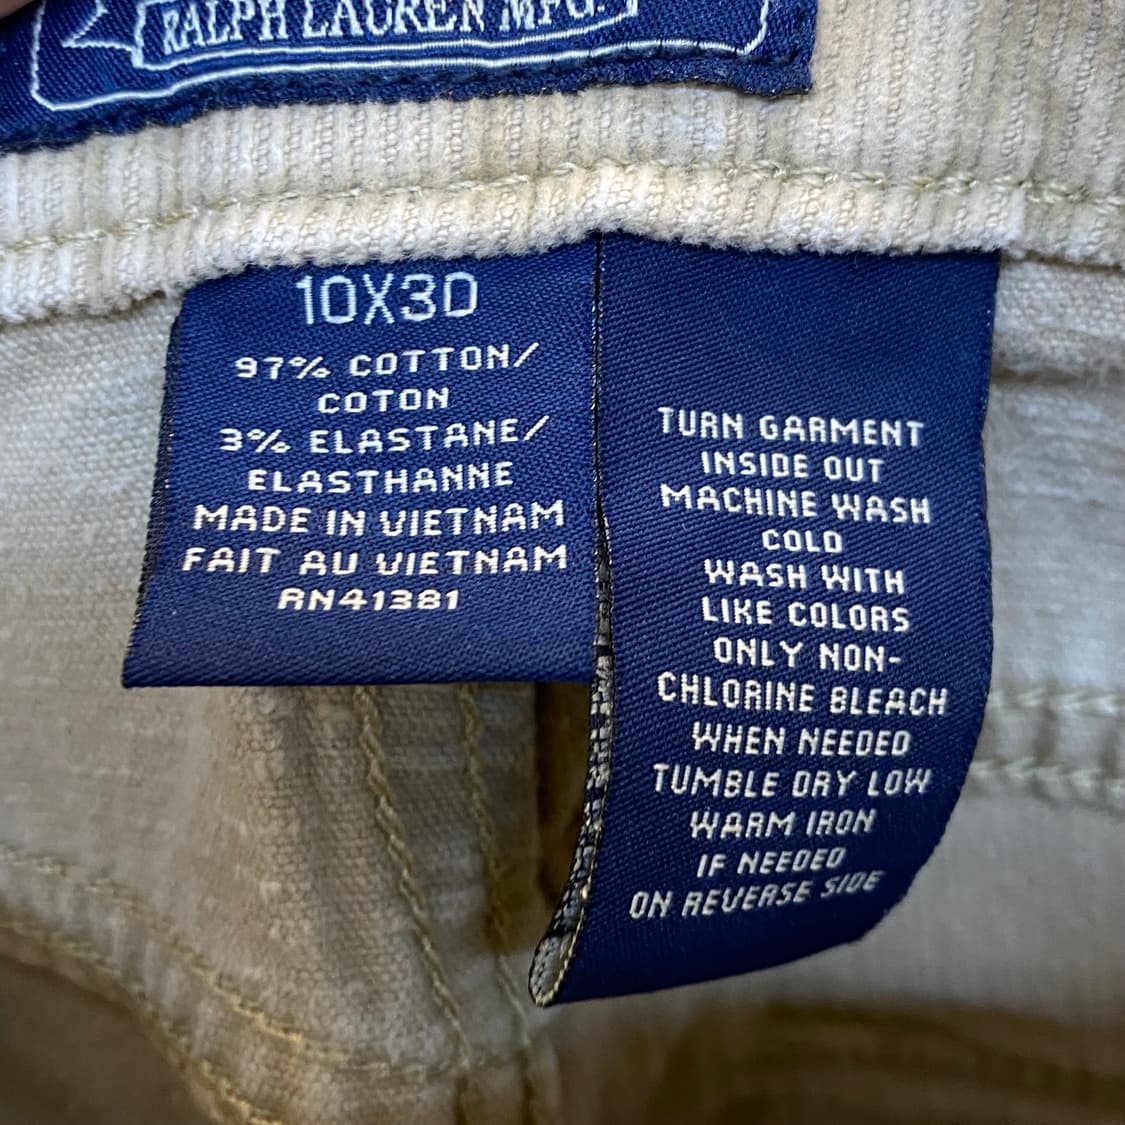 RALPH LAUREN MFG.
10X30
97% COTTON/
COTON
3% ELASTANE/
ELASTHANNE
MADE IN VIETNAM
FAIT AU VIETNAM
RN41381
TURN GARMENT
INSIDE OUT
MACHINE WASH
COLD
WASH WITH
LIKE COLORS
ONLY NON-
CHLORINE BLEACH
WHEN NEEDED
TUMBLE DRY LOW
WARM IRON
IF NEEDED
ON REVERSE SIDE